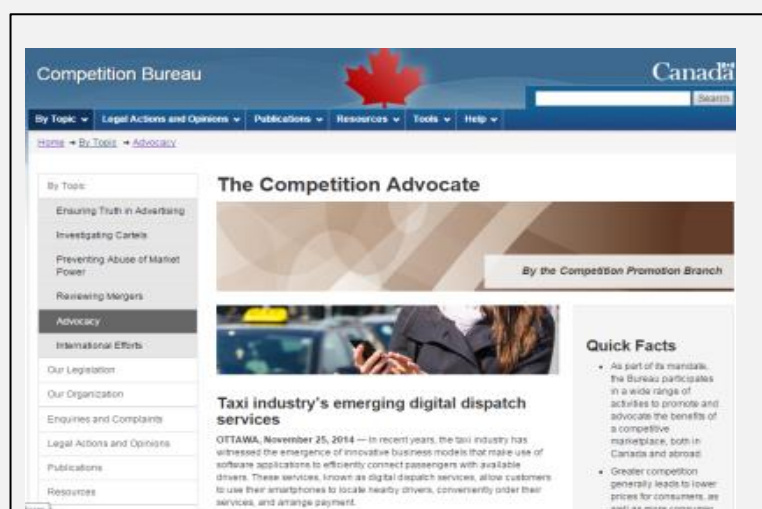 Competition Bureau
Canada
Search
By Topic
Legal Actions and Opinions
Publications
Resources
Tools
Help
Home → By Topic → Advocacy
By Topic:
Ensuring Truth in Advertising
Investigating Cartels
Preventing Abuse of Market
Power
Reviewing Mergers
Advocacy
International Efforts
Our Legislation
Our Organization
Enquiries and Complaints
Legal Actions and Opinions
Publications
Resources
The Competition Advocate
By the Competition Promotion Branch
Taxi industry's emerging digital dispatch
services
OTTAWA, November 25, 2014 — In recent years, the taxi industry has
witnessed the emergence of innovative business models that make use of
software applications to efficiently connect passengers with available
drivers. These services, known as digital dispatch services, allow customers
to use their smartphones to locate nearby drivers, conveniently order their
services, and arrange payment.
Quick Facts
• As part of its mandate,
the Bureau participates
in a wide range of
activities to promote and
advocate the benefits of
a competitive
marketplace, both in
Canada and abroad.
• Greater competition
generally leads to lower
prices for consumers, as